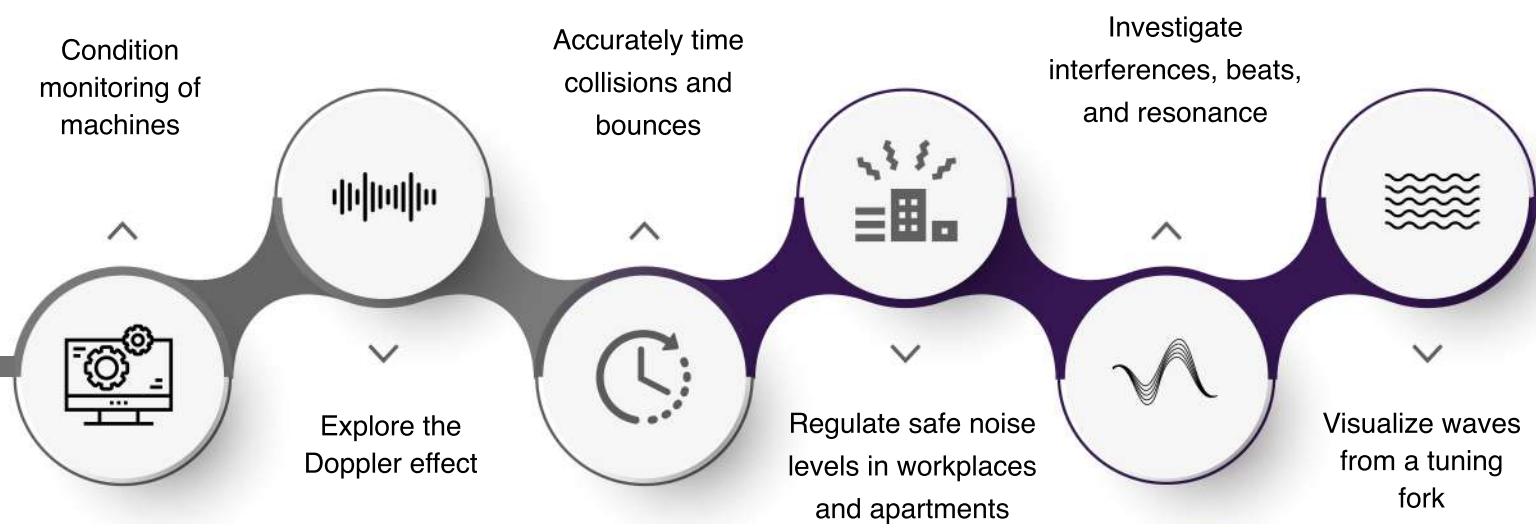 Condition
monitoring of
machines
Explore the
Doppler effect
Accurately time
collisions and
bounces
Regulate safe noise
levels in workplaces
and apartments
Investigate
interferences, beats,
and resonance
Visualize waves
from a tuning
fork